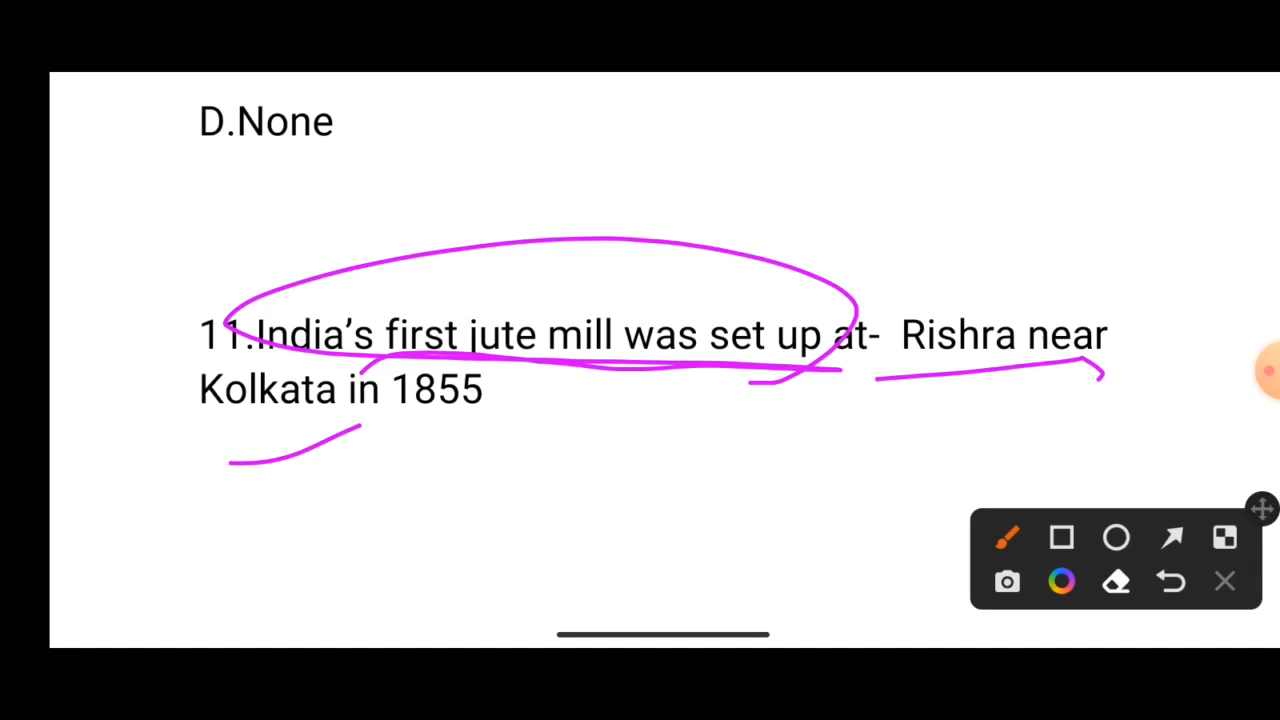 D.None
11.India’s first jute mill was set up at-  Rishra near
Kolkata in 1855